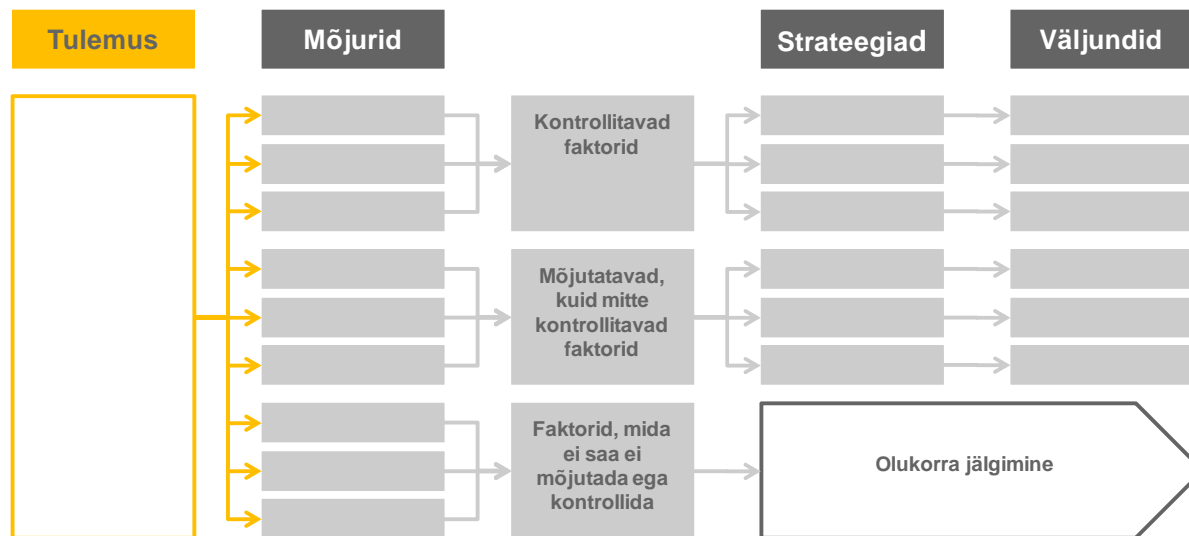 Tulemus
Mõjurid
Strateegiad
Väljundid
Kontrollitavad
faktorid
Mõjutatavad,
kuid mitte
kontrollitavad
faktorid
Faktorid, mida
ei saa ei
mõjutada ega
kontrollida
Olukorra jälgimine